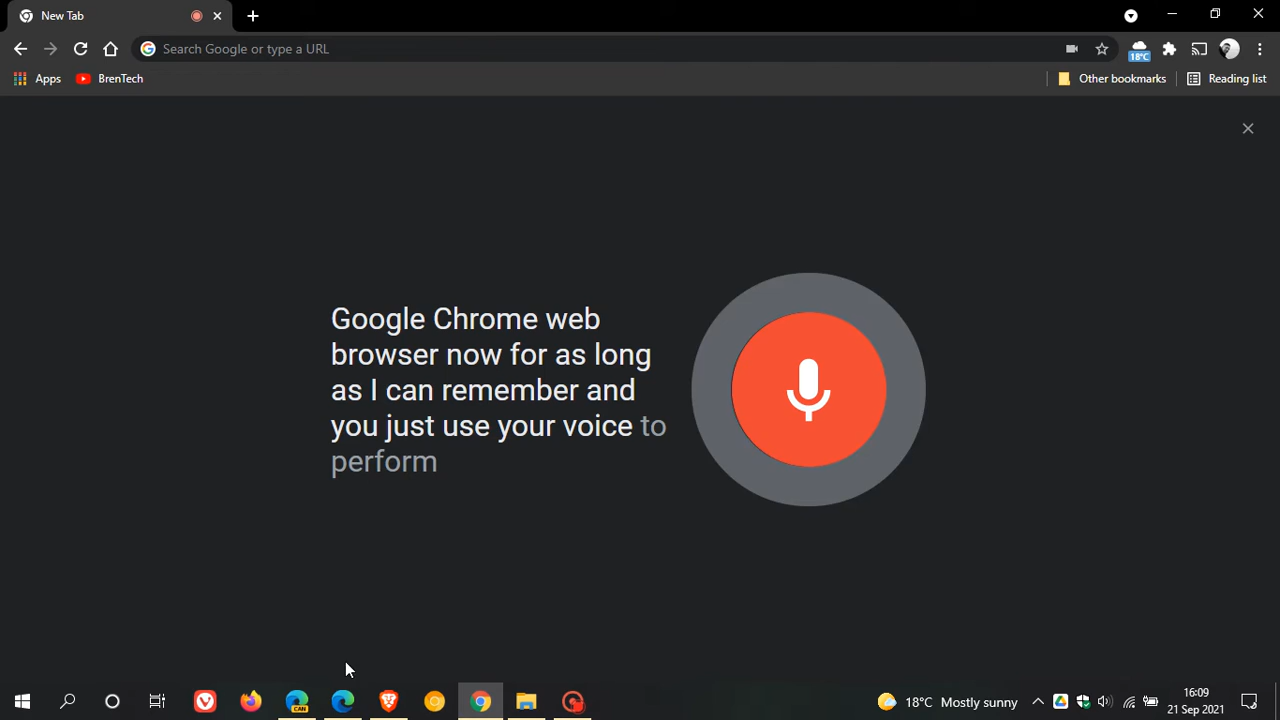 New Tab
Search Google or type a URL
18°C
Apps
BrenTech
Other bookmarks
Reading list
Google Chrome web
browser now for as long
as I can remember and
you just use your voice to
perform
CAN
18°C Mostly sunny
16:09
21 Sep 2021